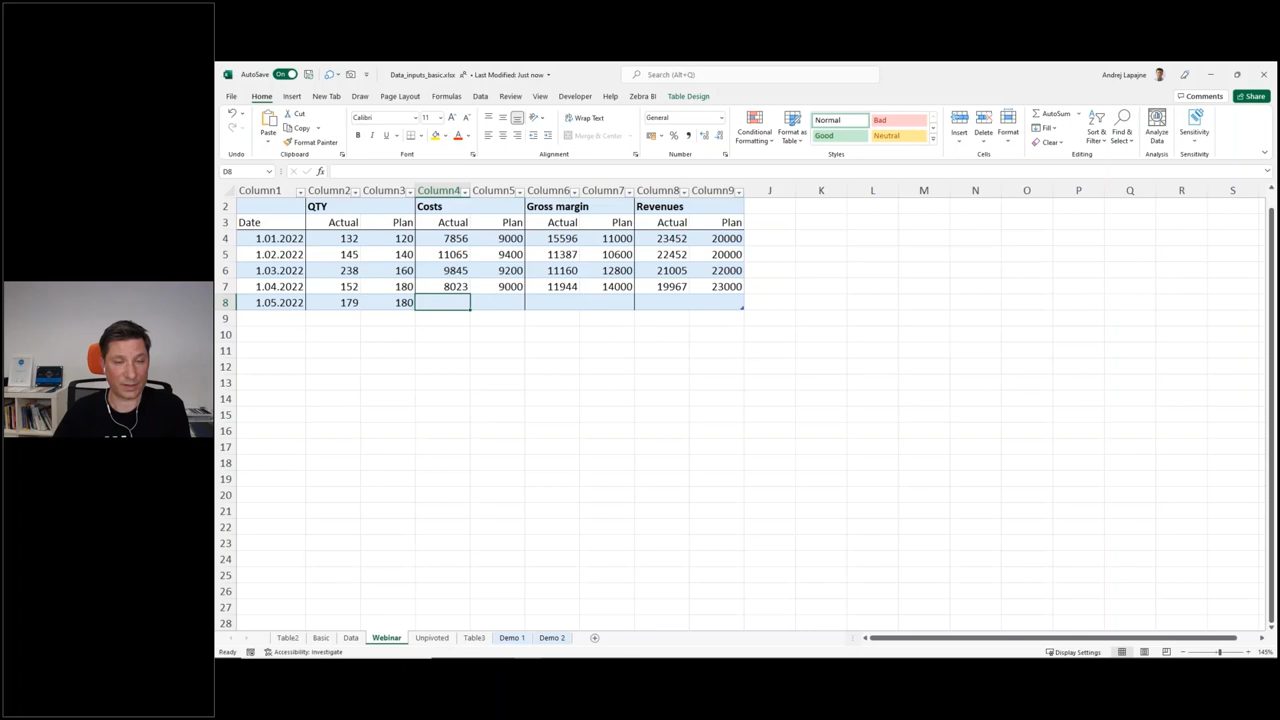 AutoSave On Data_inputs_basic.xlsx • Last Modified: Just now Search (Alt+Q) Andrej Lapajne
File Home Insert New Tab Draw Page Layout Formulas Data Review View Developer Help Zebra BI Table Design Comments Share
Cut Calibri 11 Wrap Text General Normal Bad AutoSum
Paste Copy Conditional Formatting Format as Table Good Neutral Insert Delete Format Fill Sort & Filter Find & Select Analyze Data Sensitivity
Format Painter B I U Merge & Center Clear
Undo Clipboard Font Alignment Number Styles Cells Editing Analysis Sensitivity
D8 fx
Column1 Column2 Column3 Column4 Column5 Column6 Column7 Column8 Column9 J K L M N O P Q R S
2 QTY Costs Gross margin Revenues
3 Date Actual Plan Actual Plan Actual Plan Actual Plan
4 1.01.2022 132 120 7856 9000 15596 11000 23452 20000
5 1.02.2022 145 140 11065 9400 11387 10600 22452 20000
6 1.03.2022 238 160 9845 9200 11160 12800 21005 22000
7 1.04.2022 152 180 8023 9000 11944 14000 19967 23000
8 1.05.2022 179 180
9
10
11
12
13
14
15
16
17
18
19
20
21
22
23
24
25
26
27
28
Table2 Basic Data Webinar Unpivoted Table3 Demo 1 Demo 2
Ready Accessibility: Investigate Display Settings 145%